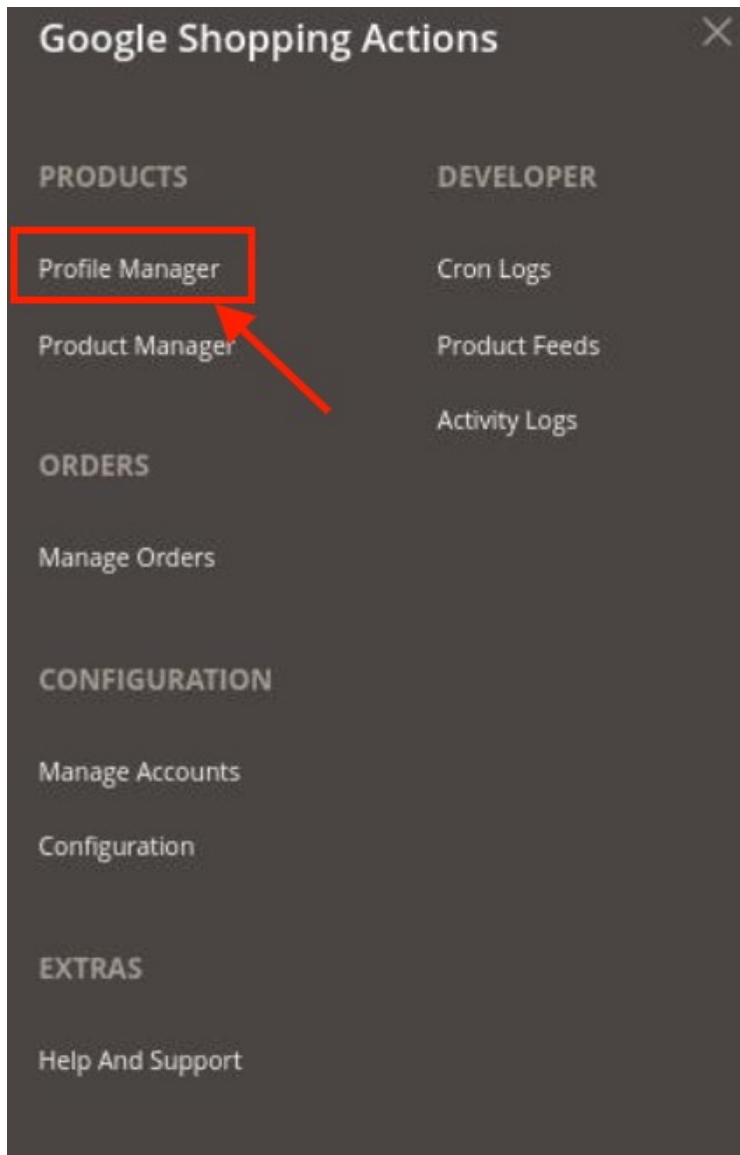 Google Shopping Actions
PRODUCTS
Profile Manager
Product Manager
ORDERS
Manage Orders
CONFIGURATION
Manage Accounts
Configuration
EXTRAS
Help And Support
DEVELOPER
Cron Logs
Product Feeds
Activity Logs